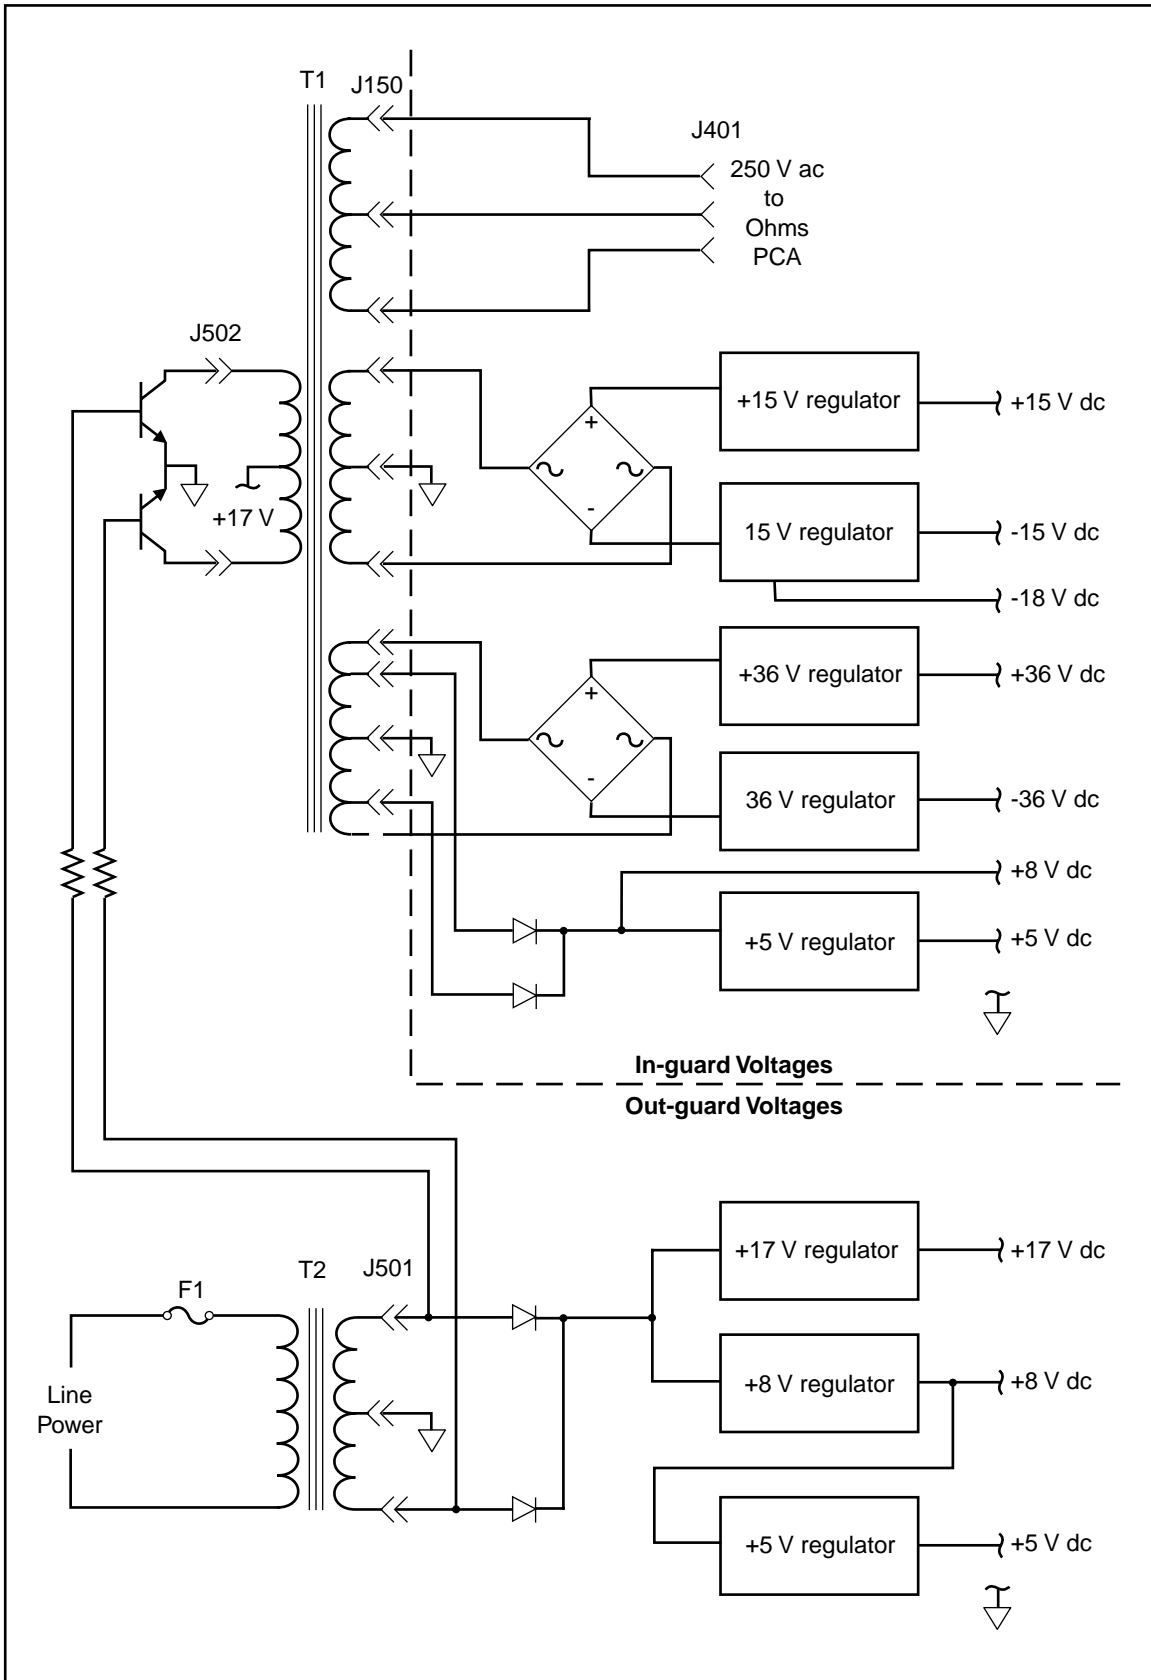 T1
J150
J401
250 V ac
to
Ohms
PCA
J502
+17 V
+
-
+15 V regulator
+15 V dc
15 V regulator
-15 V dc
-18 V dc
+
-
+36 V regulator
+36 V dc
36 V regulator
-36 V dc
+8 V dc
+5 V regulator
+5 V dc
In-guard Voltages
Out-guard Voltages
F1
T2
J501
Line
Power
+17 V regulator
+17 V dc
+8 V regulator
+8 V dc
+5 V regulator
+5 V dc